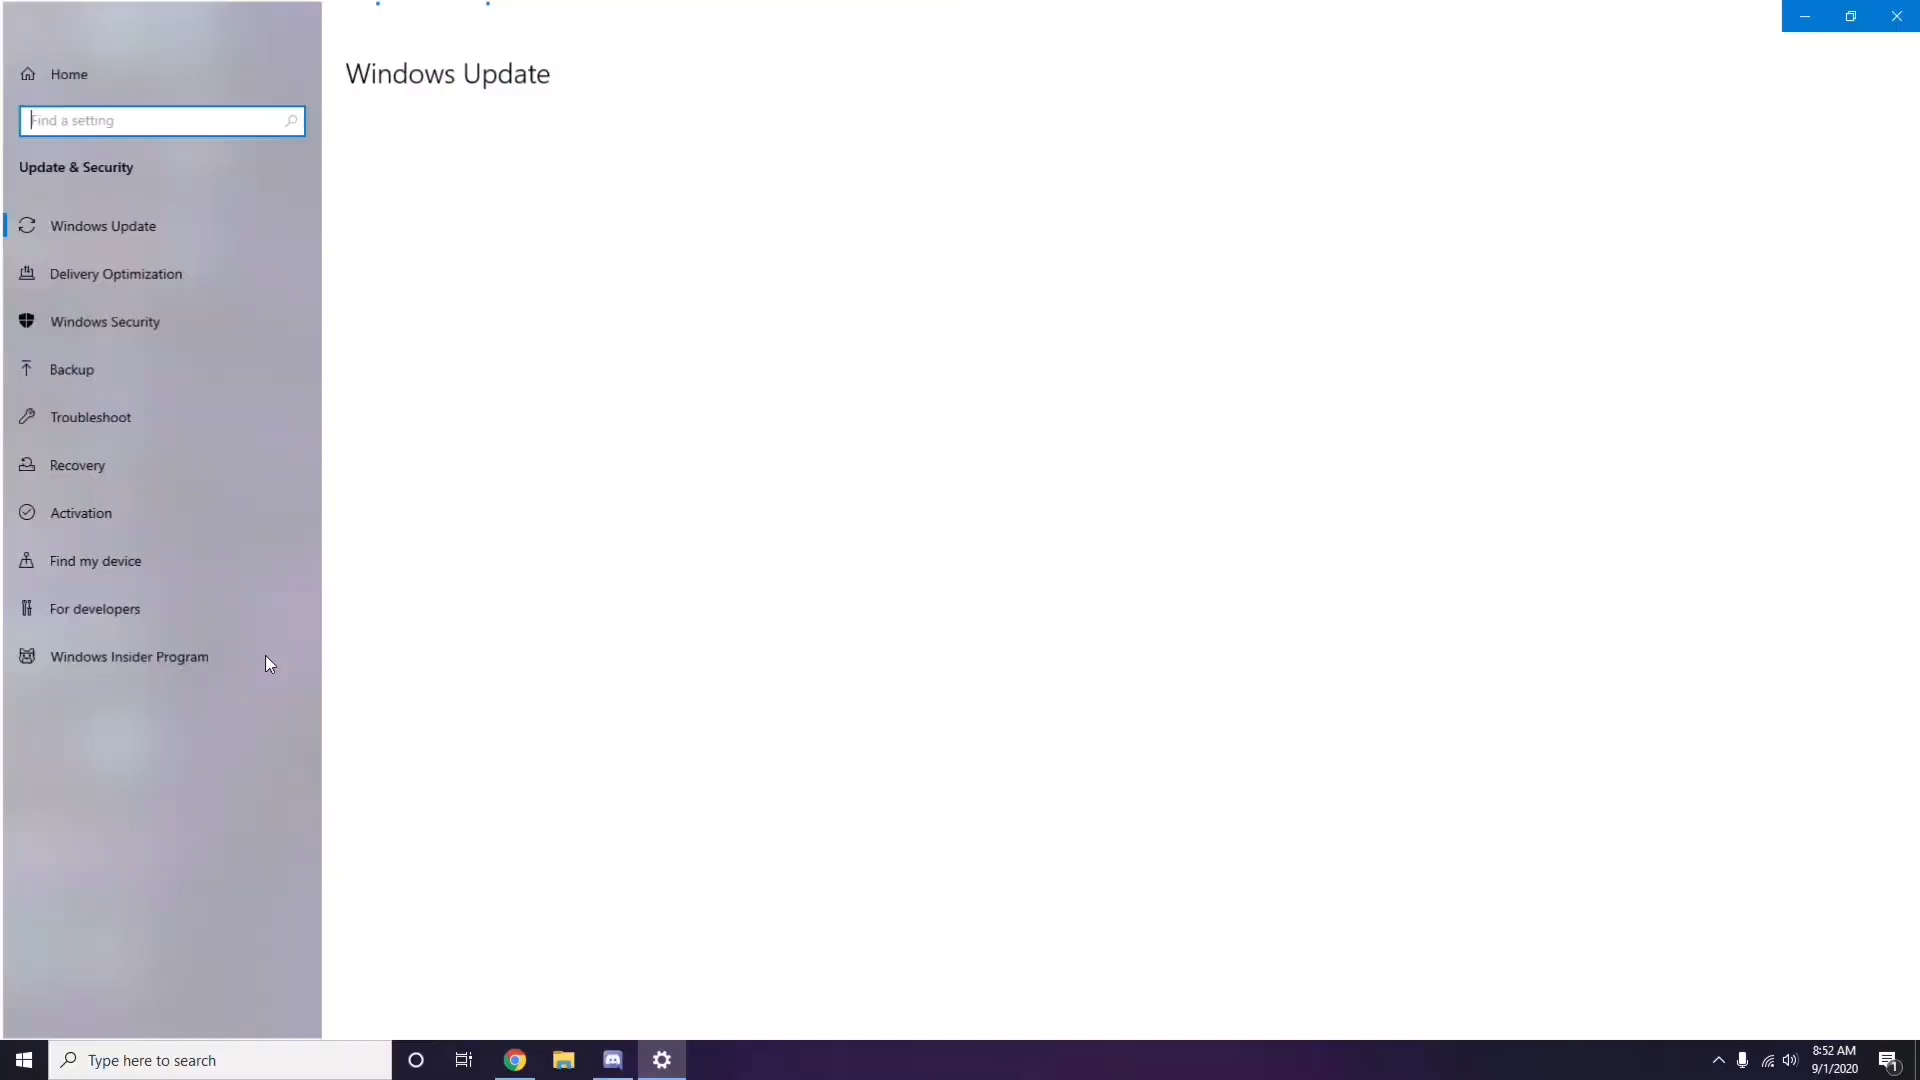 Home
Windows Update
Find a setting
Update & Security
Windows Update
Delivery Optimization
Windows Security
Backup
Troubleshoot
Recovery
Activation
Find my device
For developers
Windows Insider Program
Type here to search
8:52 AM
9/1/2020
1